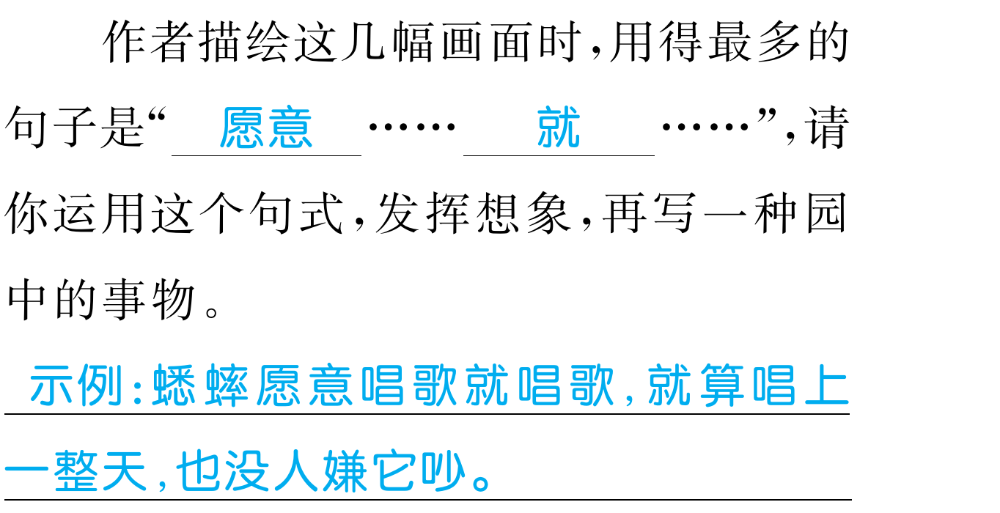 作者描绘这几幅画面时,用得最多的
句子是“愿意……就……”,请
你运用这个句式,发挥想象,再写一种园
中的事物。
示例:蟋蟀愿意唱歌就唱歌,就算唱上
一整天,也没人嫌它吵。